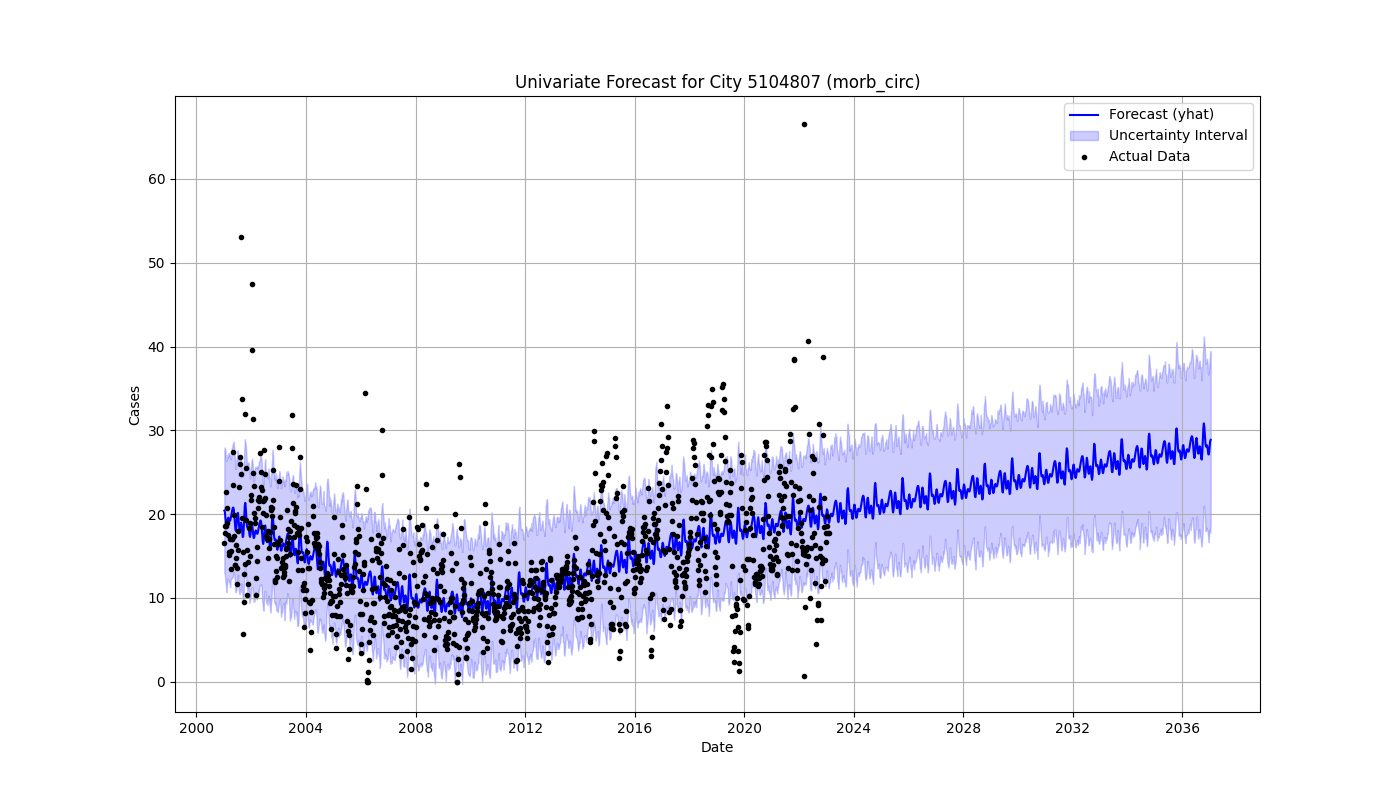 Univariate Forecast for City 5104807 (morb_circ)
Forecast (yhat)
Uncertainty Interval
Actual Data
Cases
60
50
40
30
20
10
0
2000 2004 2008 2012 2016 2020 2024 2028 2032 2036
Date